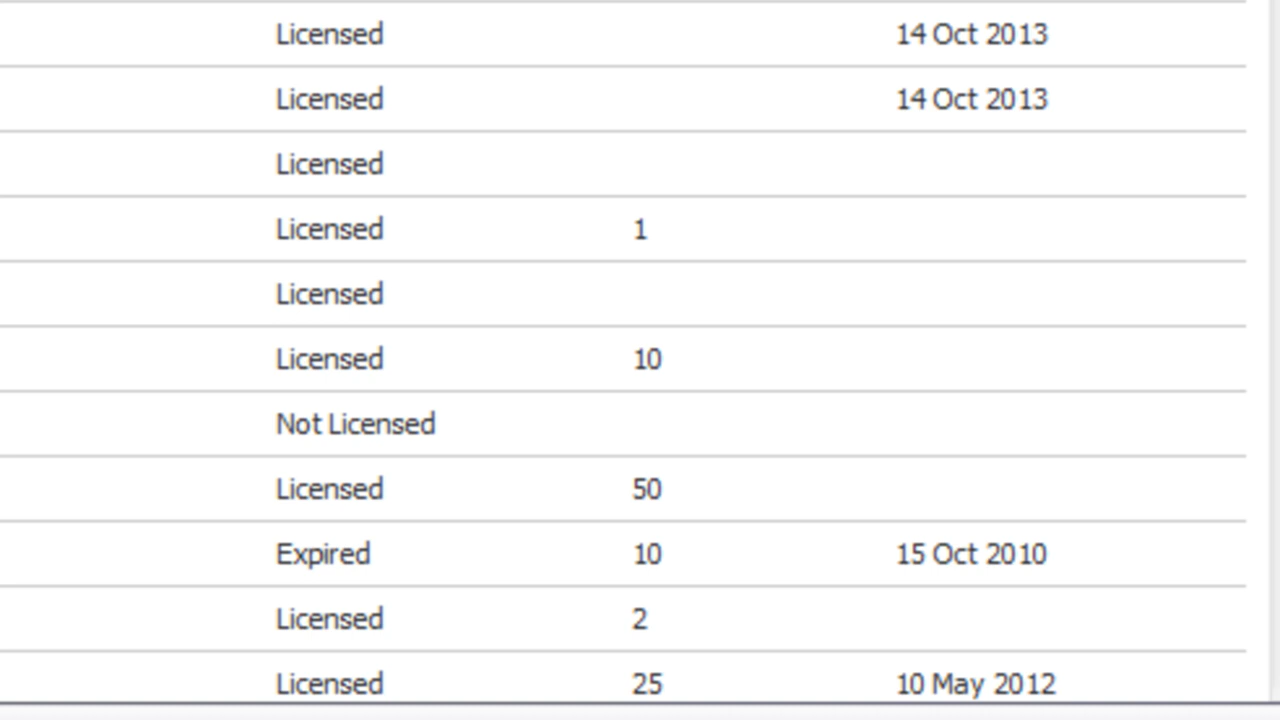 Licensed 14 Oct 2013
Licensed 14 Oct 2013
Licensed
Licensed 1
Licensed
Licensed 10
Not Licensed
Licensed 50
Expired 10 15 Oct 2010
Licensed 2
Licensed 25 10 May 2012